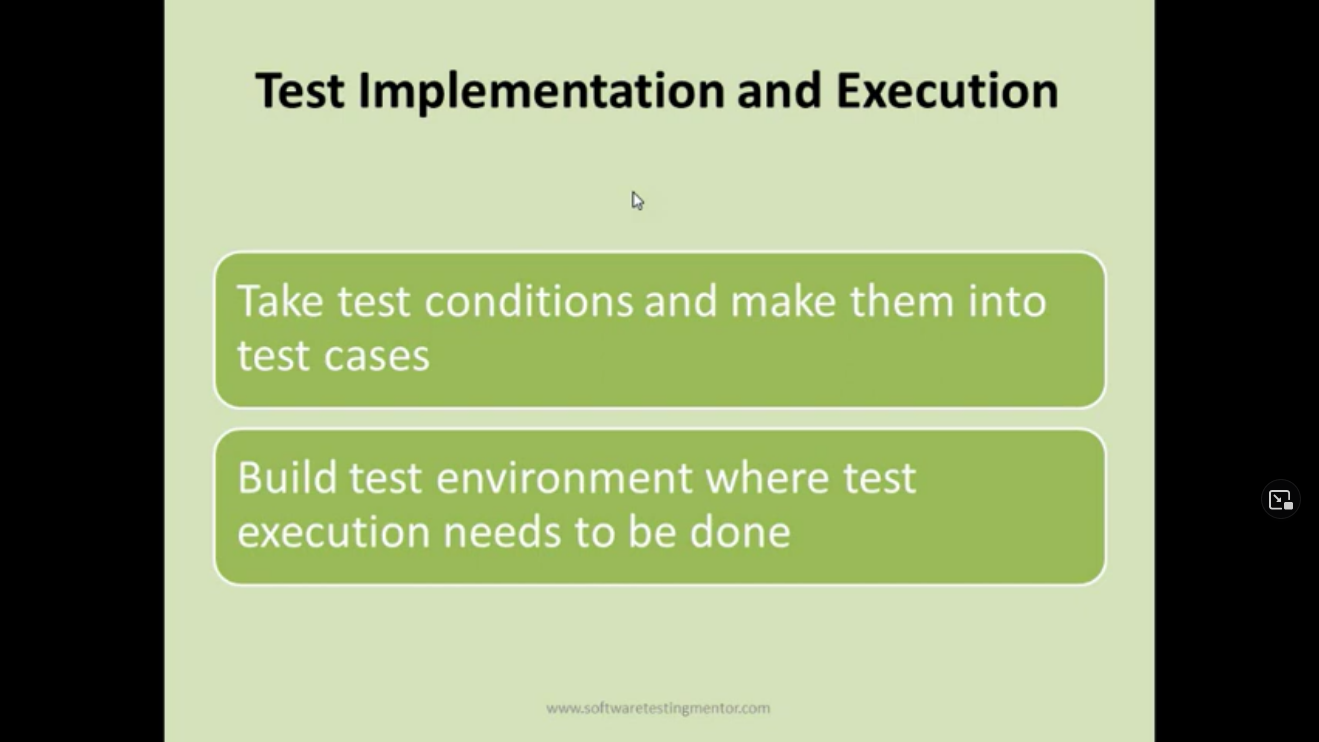 Test Implementation and Execution
Take test conditions and make them into
test cases
Build test environment where test
execution needs to be done
www.softwaretestingmentor.com